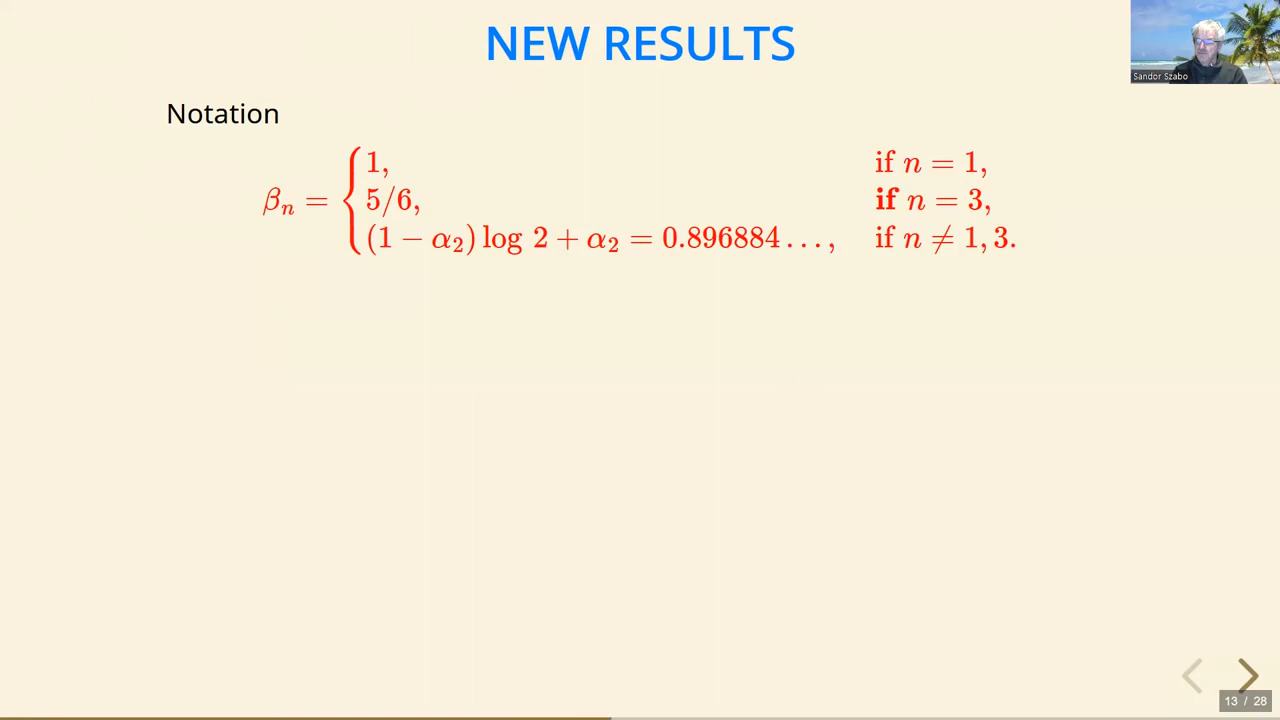 NEW RESULTS
Sandor Szabo
Notation
βₙ = { 1, if n = 1,
5/6, if n = 3,
(1 − α₂) log 2 + α₂ = 0.896884 . . . , if n ≠ 1, 3.
13 / 28